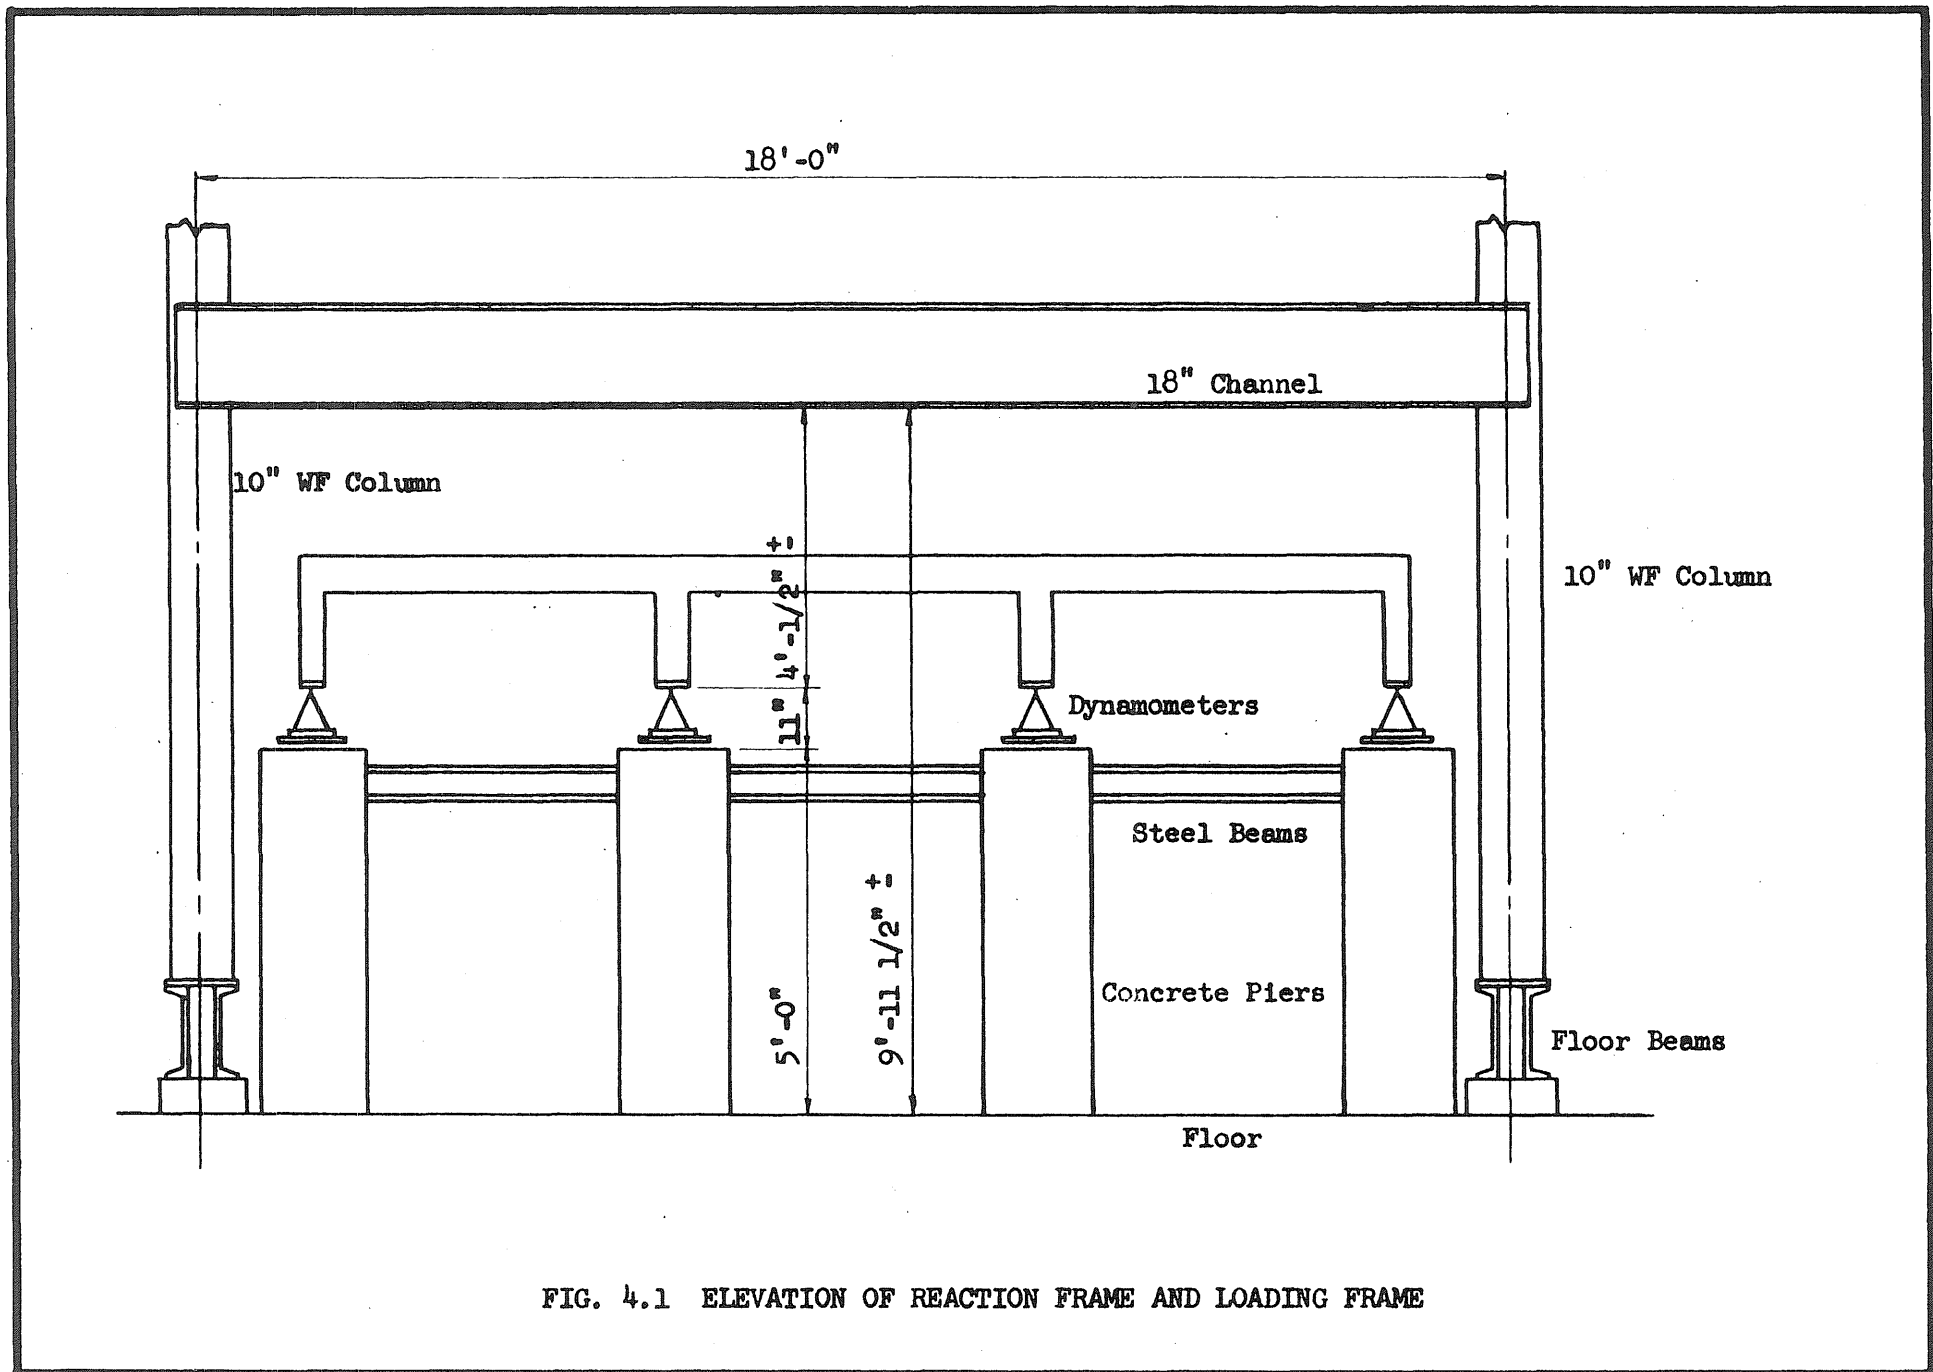 18'-0"
18" Channel
10" WF Column
10" WF Column
4'-1/2" ±
11"
Dynamometers
Steel Beams
5'-0"
9'-11 1/2" ±
Concrete Piers
Floor Beams
Floor
FIG. 4.1 ELEVATION OF REACTION FRAME AND LOADING FRAME